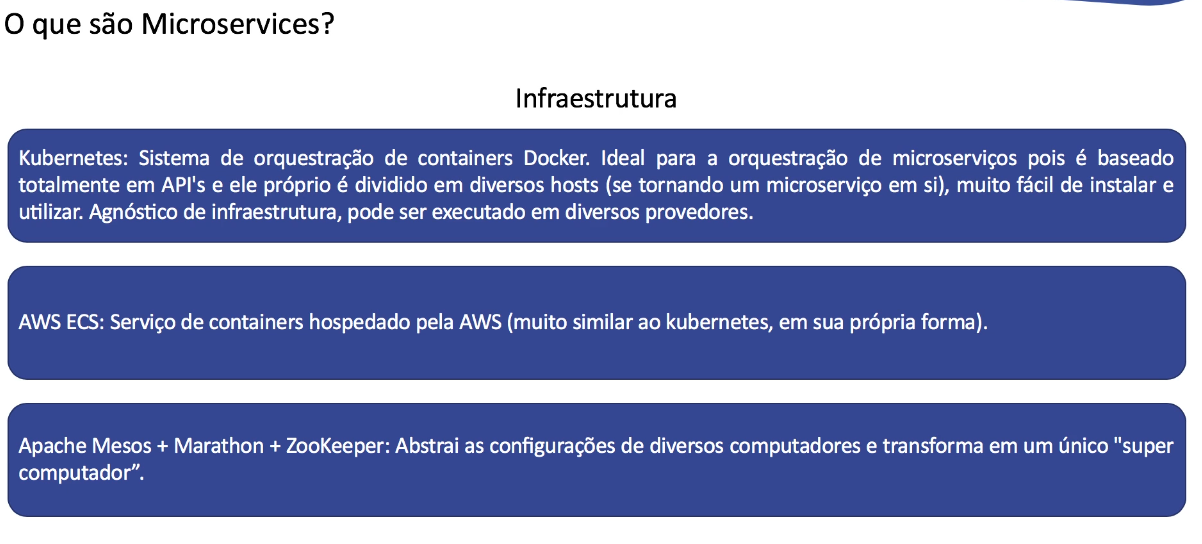 O que são Microservices?
Infraestrutura
Kubernetes: Sistema de orquestração de containers Docker. Ideal para a orquestração de microserviços pois é baseado
totalmente em API's e ele próprio é dividido em diversos hosts (se tornando um microserviço em si), muito fácil de instalar e
utilizar. Agnóstico de infraestrutura, pode ser executado em diversos provedores.
AWS ECS: Serviço de containers hospedado pela AWS (muito similar ao kubernetes, em sua própria forma).
Apache Mesos + Marathon + ZooKeeper: Abstrai as configurações de diversos computadores e transforma em um único "super
computador”.